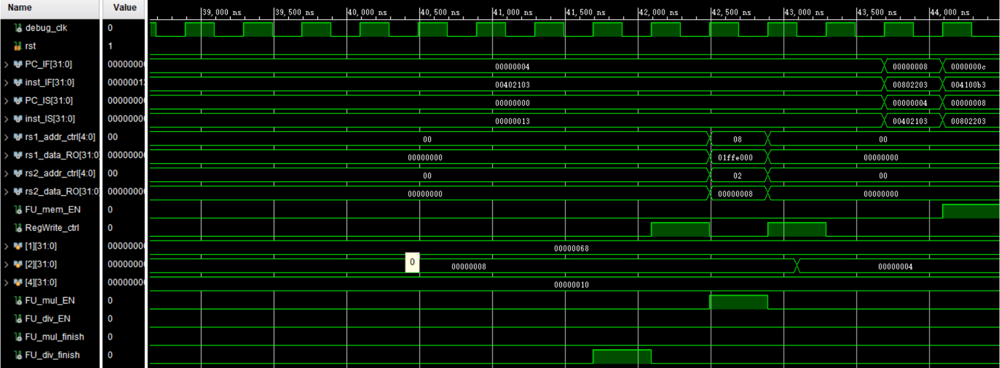 Name Value 39,000 ns 39,500 ns 40,000 ns 40,500 ns 41,000 ns 41,500 ns 42,000 ns 42,500 ns 43,000 ns 43,500 ns 44,000 ns
debug_clk 0
rst 1
PC_IF[31:0] 0000000 00000004 00000008 0000000c
inst_IF[31:0] 0000001 00402103 00802203 004100b3
PC_IS[31:0] 0000000 00000000 00000004 00000008
inst_IS[31:0] 0000000 00000013 00402103 00802203
rs1_addr_ctrl[4:0] 00 00 08 00
rs1_data_RO[31:0] 0000000 00000000 01ffe000 00000000
rs2_addr_ctrl[4:0] 00 00 02 00
rs2_data_RO[31:0] 0000000 00000000 00000008 00000000
FU_mem_EN 0
RegWrite_ctrl 0
[1][31:0] 0000000 00000068
[2][31:0] 0000000 0 00000008 00000004
[4][31:0] 0000000 00000010
FU_mul_EN 0
FU_div_EN 0
FU_mul_finish 0
FU_div_finish 0